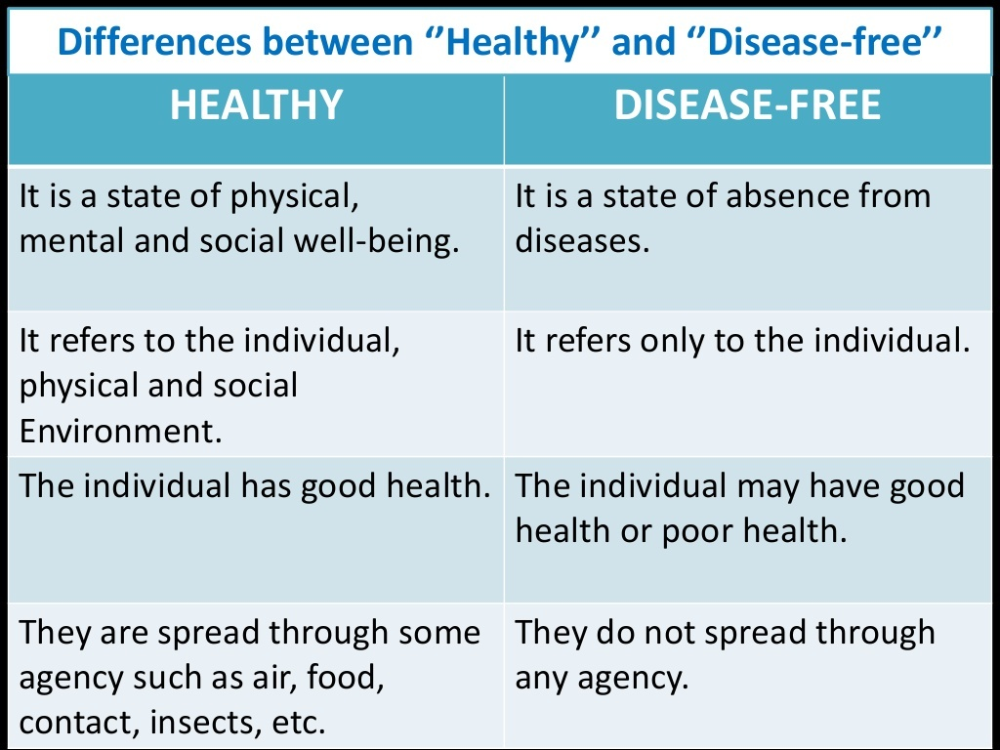 Differences between ‘’Healthy’’ and ‘’Disease-free’’
HEALTHY
DISEASE-FREE
It is a state of physical,
mental and social well-being.
It is a state of absence from
diseases.
It refers to the individual,
physical and social
Environment.
It refers only to the individual.
The individual has good health.
The individual may have good
health or poor health.
They are spread through some
agency such as air, food,
contact, insects, etc.
They do not spread through
any agency.